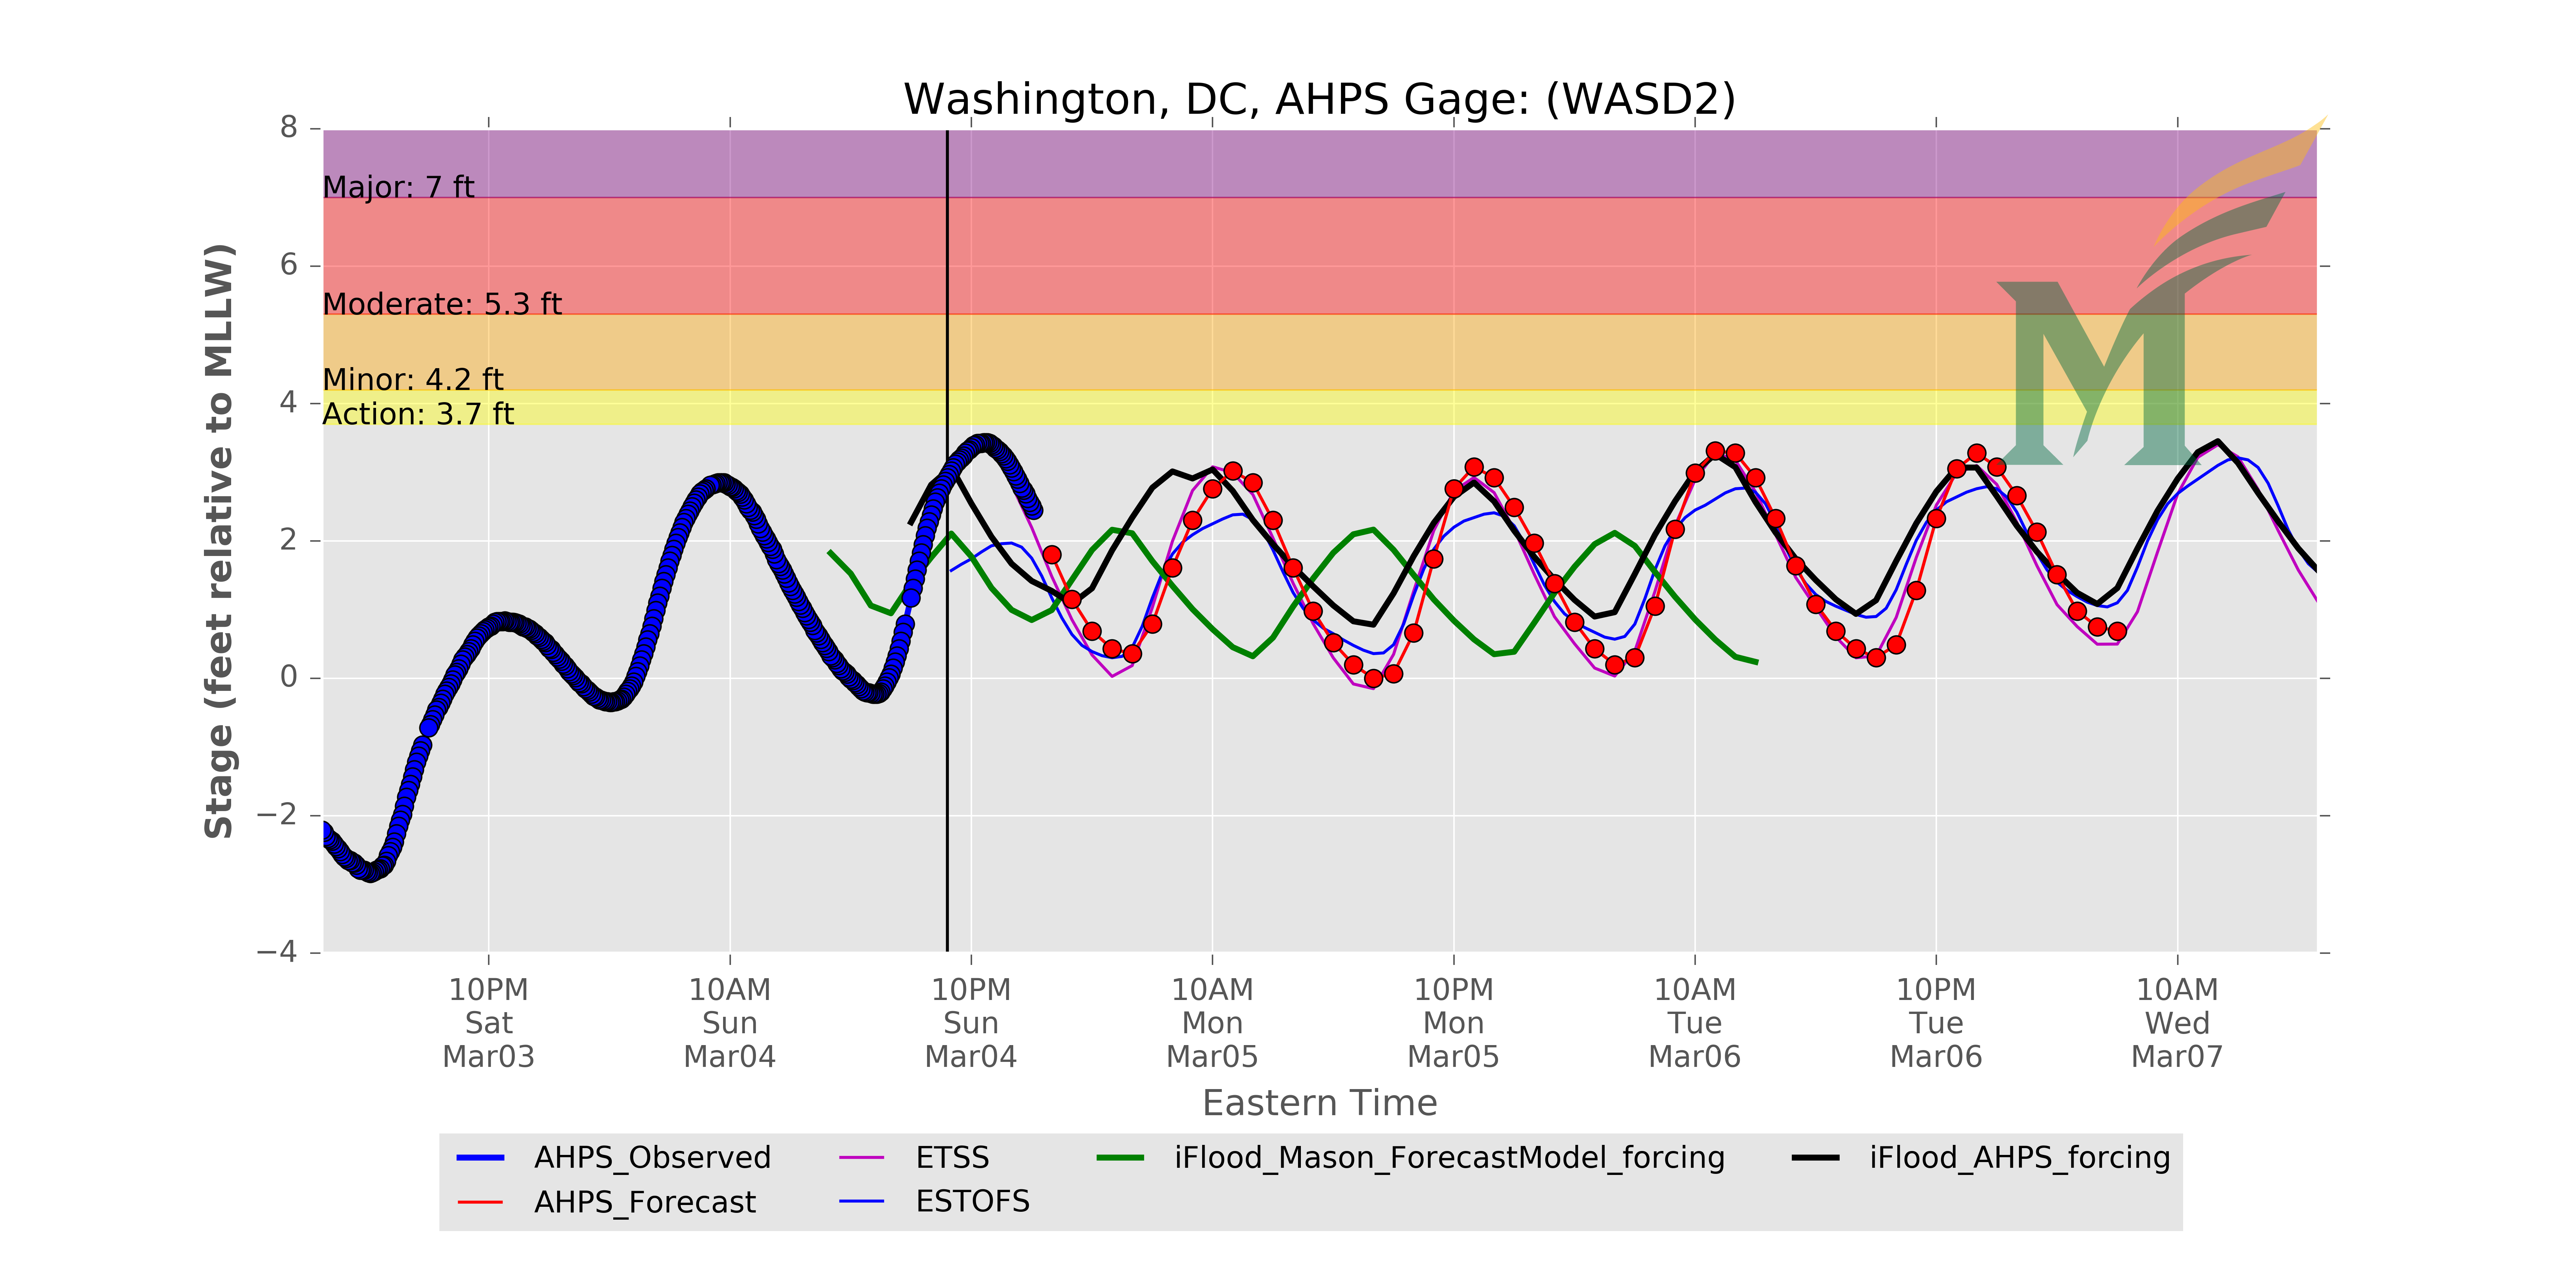 Washington, DC, AHPS Gage: (WASD2)
8
Major: 7 ft
6
Moderate: 5.3 ft
Minor: 4.2 ft
4
Action: 3.7 ft
2
0
−2
−4
Stage (feet relative to MLLW)
10PM 10AM 10PM 10AM 10PM 10AM 10PM 10AM
Sat Sun Sun Mon Mon Tue Tue Wed
Mar03 Mar04 Mar04 Mar05 Mar05 Mar06 Mar06 Mar07
Eastern Time
AHPS_Observed ETSS iFlood_Mason_ForecastModel_forcing iFlood_AHPS_forcing
AHPS_Forecast ESTOFS
M